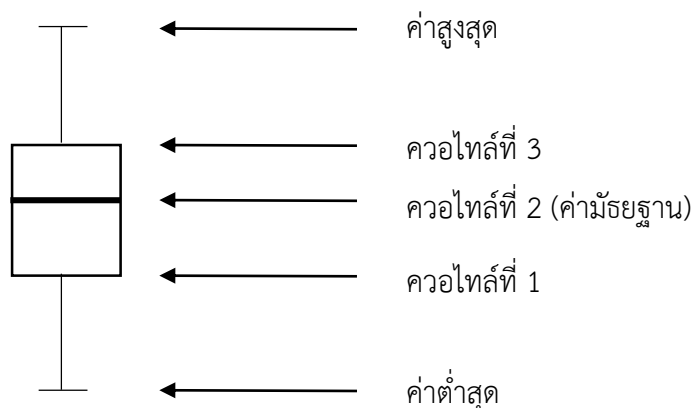 ค่าสูงสุด
ควอไทล์ที่ 3
ควอไทล์ที่ 2 (ค่ามัธยฐาน)
ควอไทล์ที่ 1
ค่าต่ำสุด